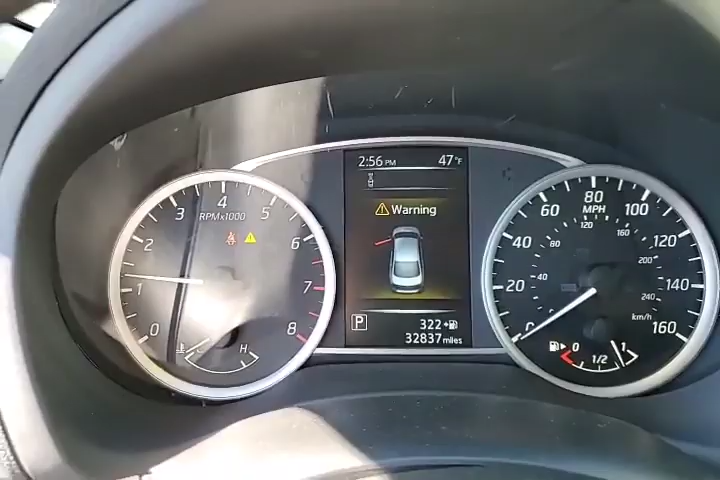 2:56 PM 47°F
Warning
P 322
32837 miles
0 1 2 3 4 5 6 7 8
RPMx1000
H
0 20 40 60 80 100 120 140 160
MPH
40 80 120 160 200 240
km/h
0 1/2 1